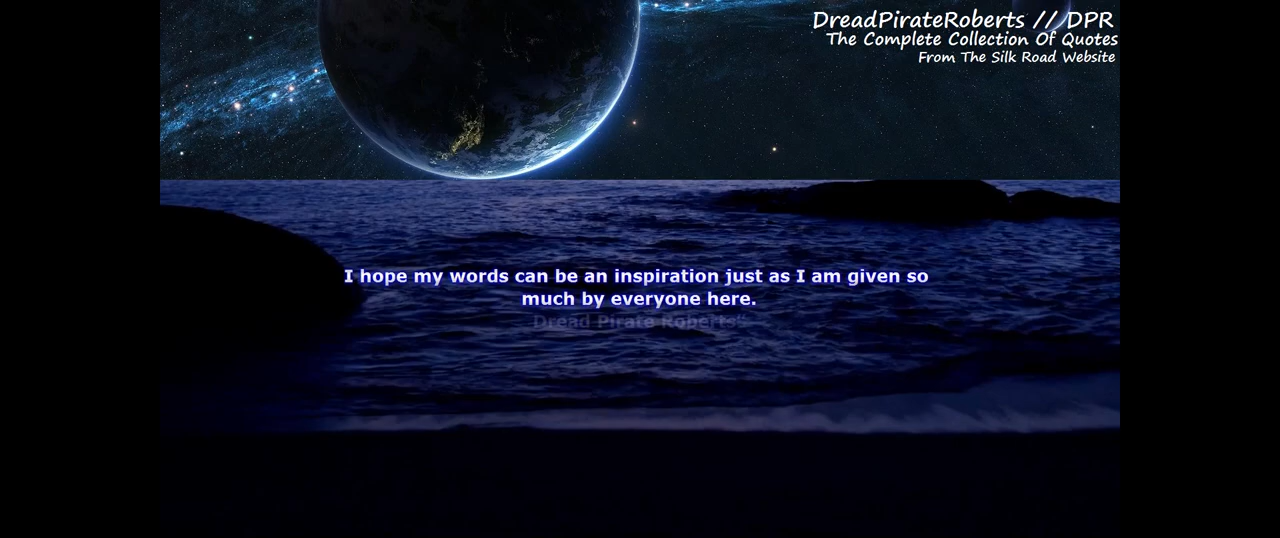 DreadPirateRoberts // DPR
The Complete Collection Of Quotes
From The Silk Road Website
I hope my words can be an inspiration just as I am given so
much by everyone here.
Dread Pirate Roberts”